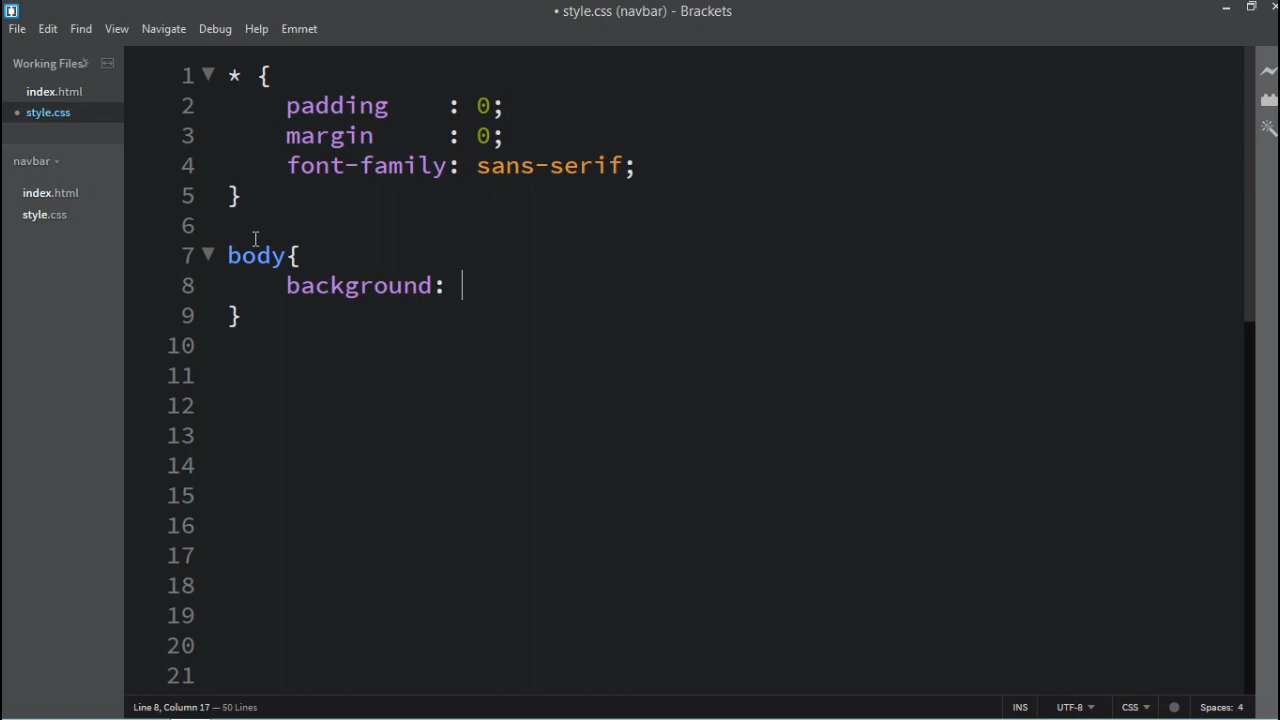 • style.css (navbar) - Brackets
File Edit Find View Navigate Debug Help Emmet
Working Files
index.html
• style.css
navbar
index.html
style.css
1 * {
2 padding : 0;
3 margin : 0;
4 font-family: sans-serif;
5 }
6
7 body{
8 background:
9 }
10
11
12
13
14
15
16
17
18
19
20
21
Line 8, Column 17 — 50 Lines
INS UTF-8 CSS Spaces: 4